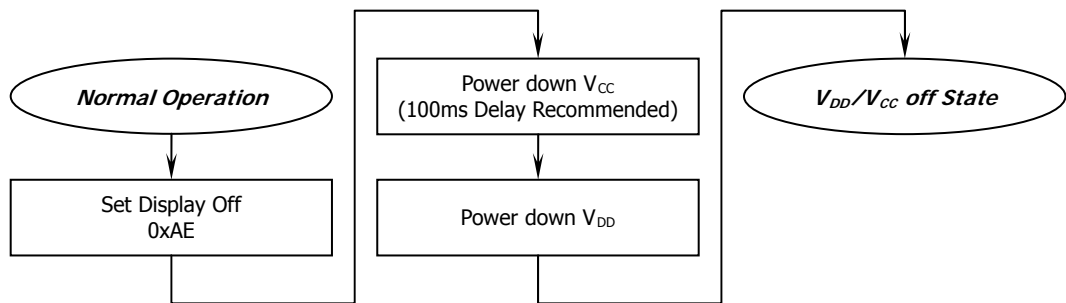 Normal Operation
Set Display Off
0xAE
Power down VCC
(100ms Delay Recommended)
Power down VDD
VDD/VCC off State